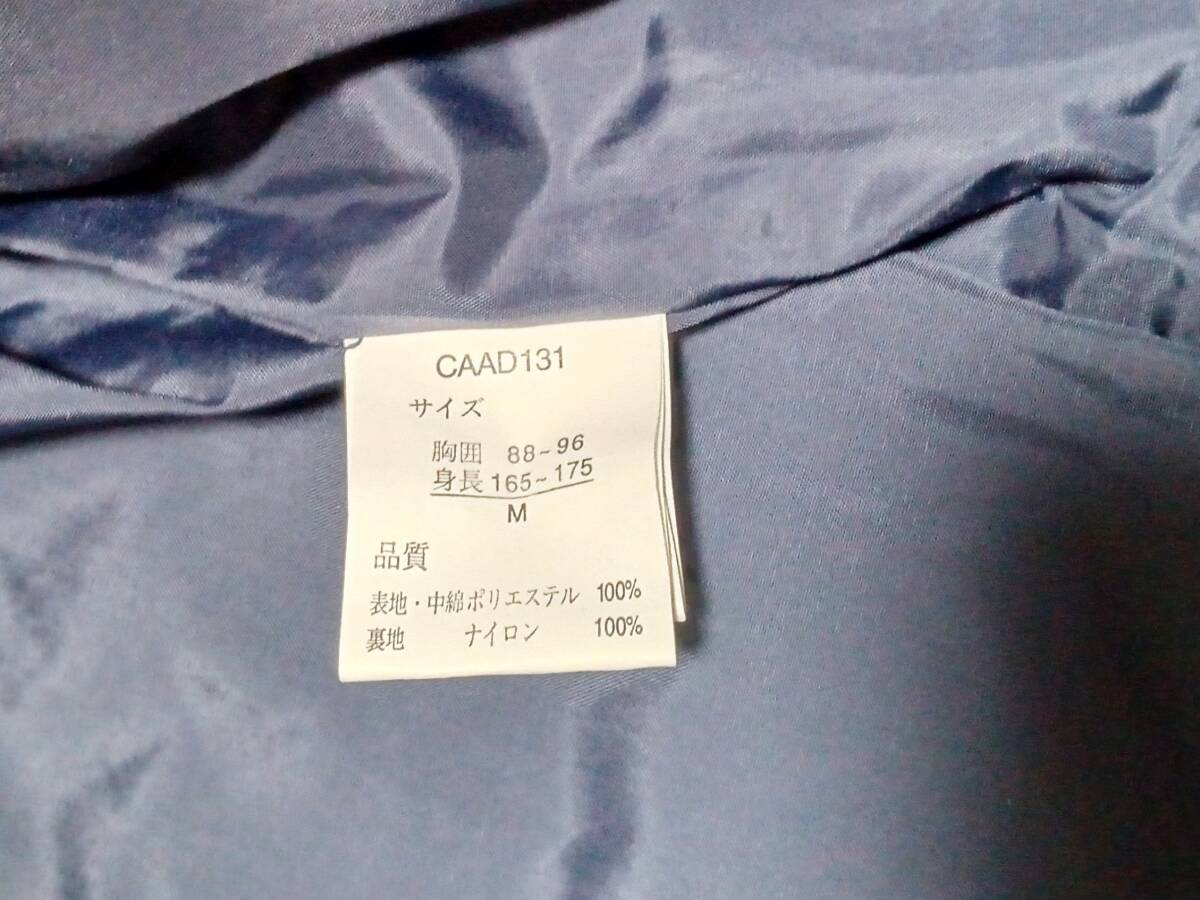 CAAD131
サイズ
胸囲 88~96
身長 165~175
M
品質
表地・中綿ポリエステル 100%
裏地 ナイロン 100%